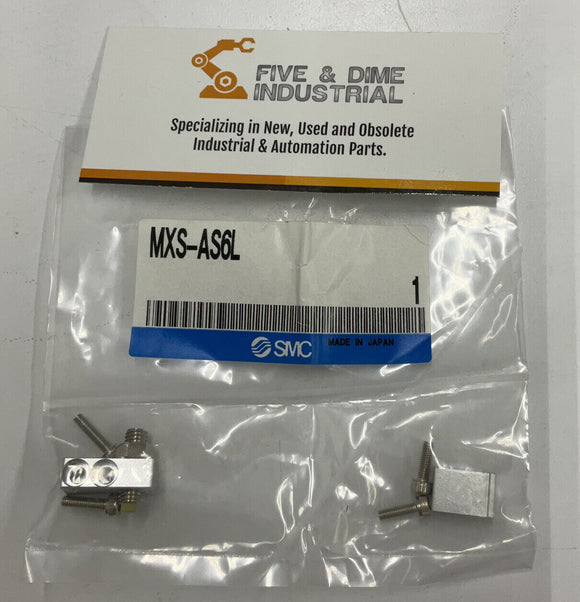 FIVE & DIME
INDUSTRIAL
Specializing in New, Used and Obsolete
Industrial & Automation Parts.
MXS-AS6L
1
SMC MADE IN JAPAN